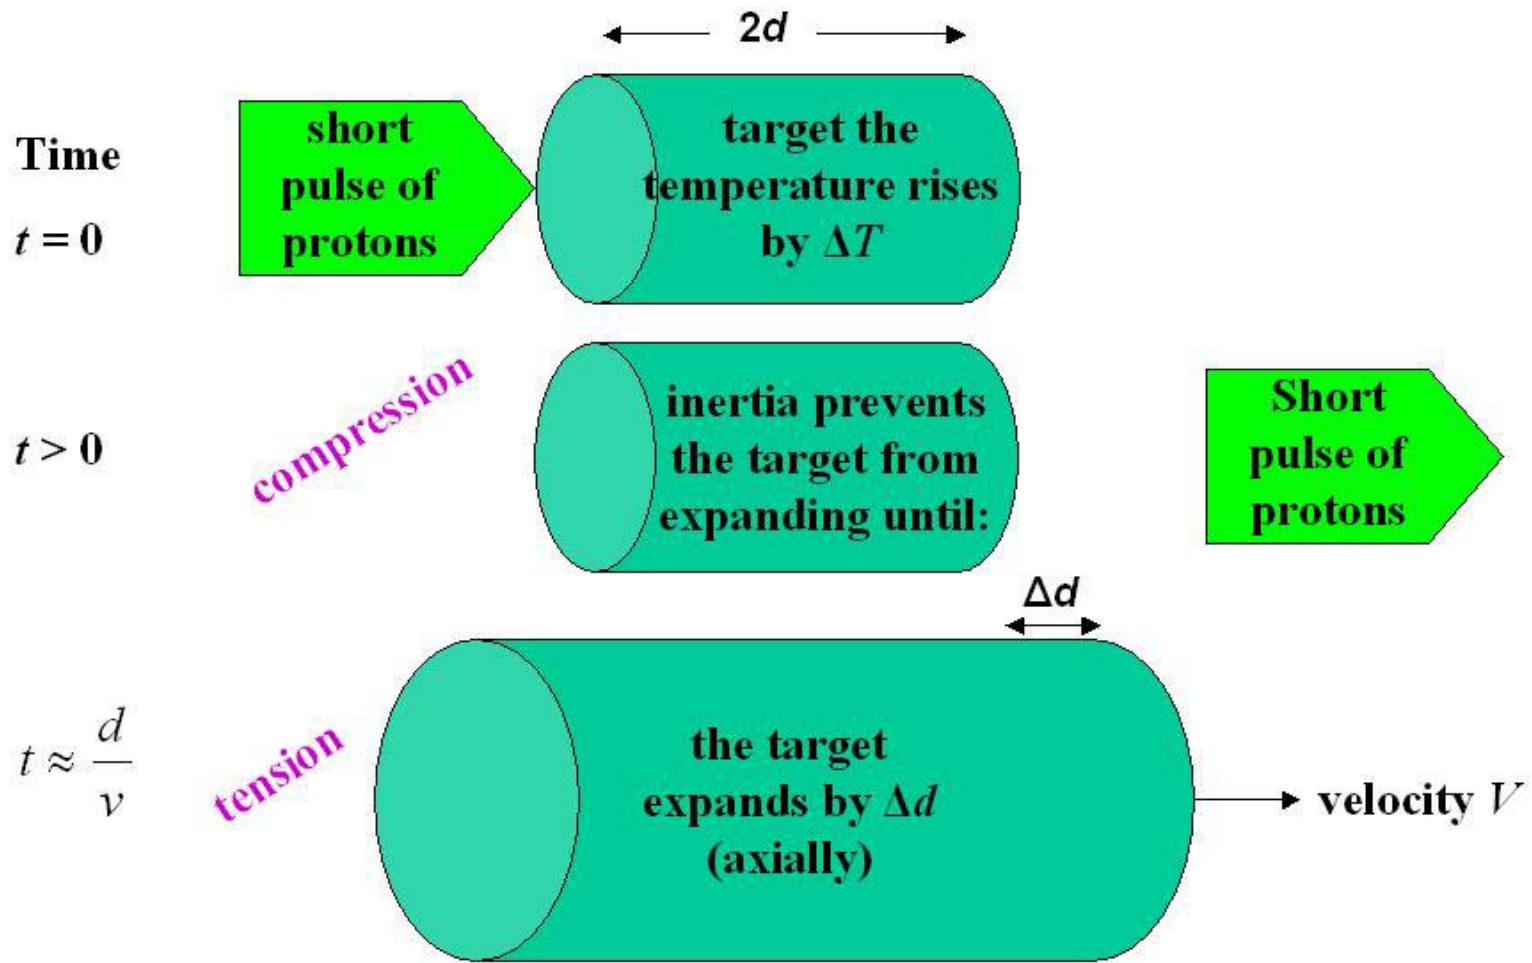 2d
Time
t = 0
short
pulse of
protons
target the
temperature rises
by ΔT
t > 0
compression
inertia prevents
the target from
expanding until:
Short
pulse of
protons
Δd
t ≈ d/v
tension
the target
expands by Δd
(axially)
velocity V